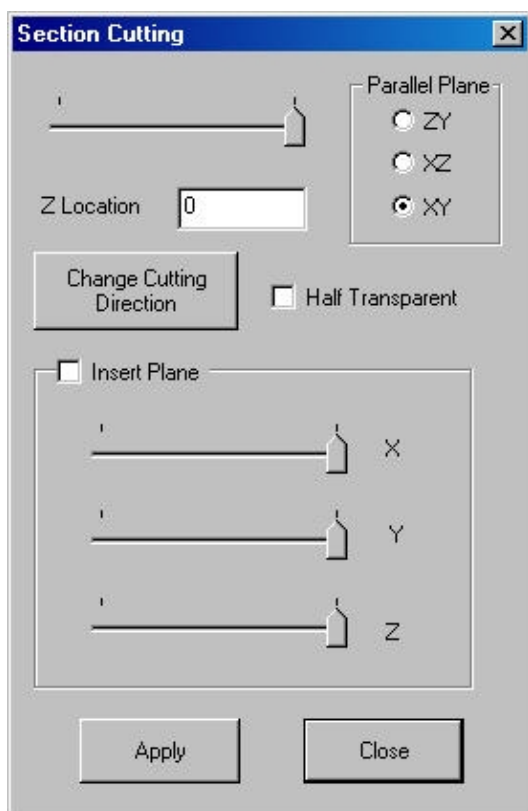 Section Cutting
Parallel Plane
ZY
XZ
XY
Z Location
0
Change Cutting
Direction
Half Transparent
Insert Plane
X
Y
Z
Apply
Close